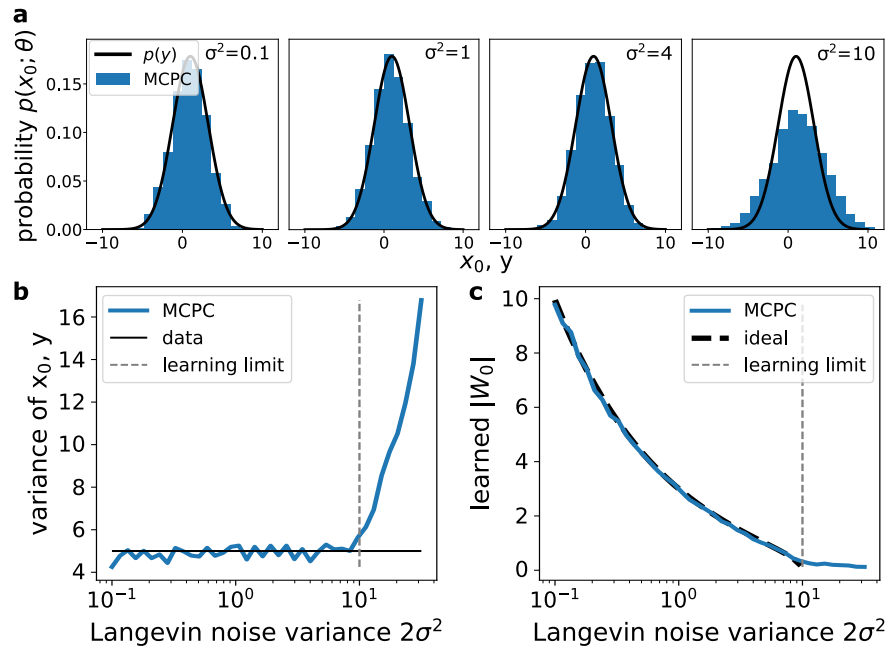 a
probability p(x₀; θ)
0.15
0.10
0.05
0.00
p(y)
MCPC
σ²=0.1
σ²=1
σ²=4
σ²=10
−10 0 10
−10 0 10
−10 0 10
−10 0 10
x₀, y
b
variance of x₀, y
16
14
12
10
8
6
4
MCPC
data
learning limit
10⁻¹ 10⁰ 10¹
Langevin noise variance 2σ²
c
learned |W₀|
10
8
6
4
2
0
MCPC
ideal
learning limit
10⁻¹ 10⁰ 10¹
Langevin noise variance 2σ²